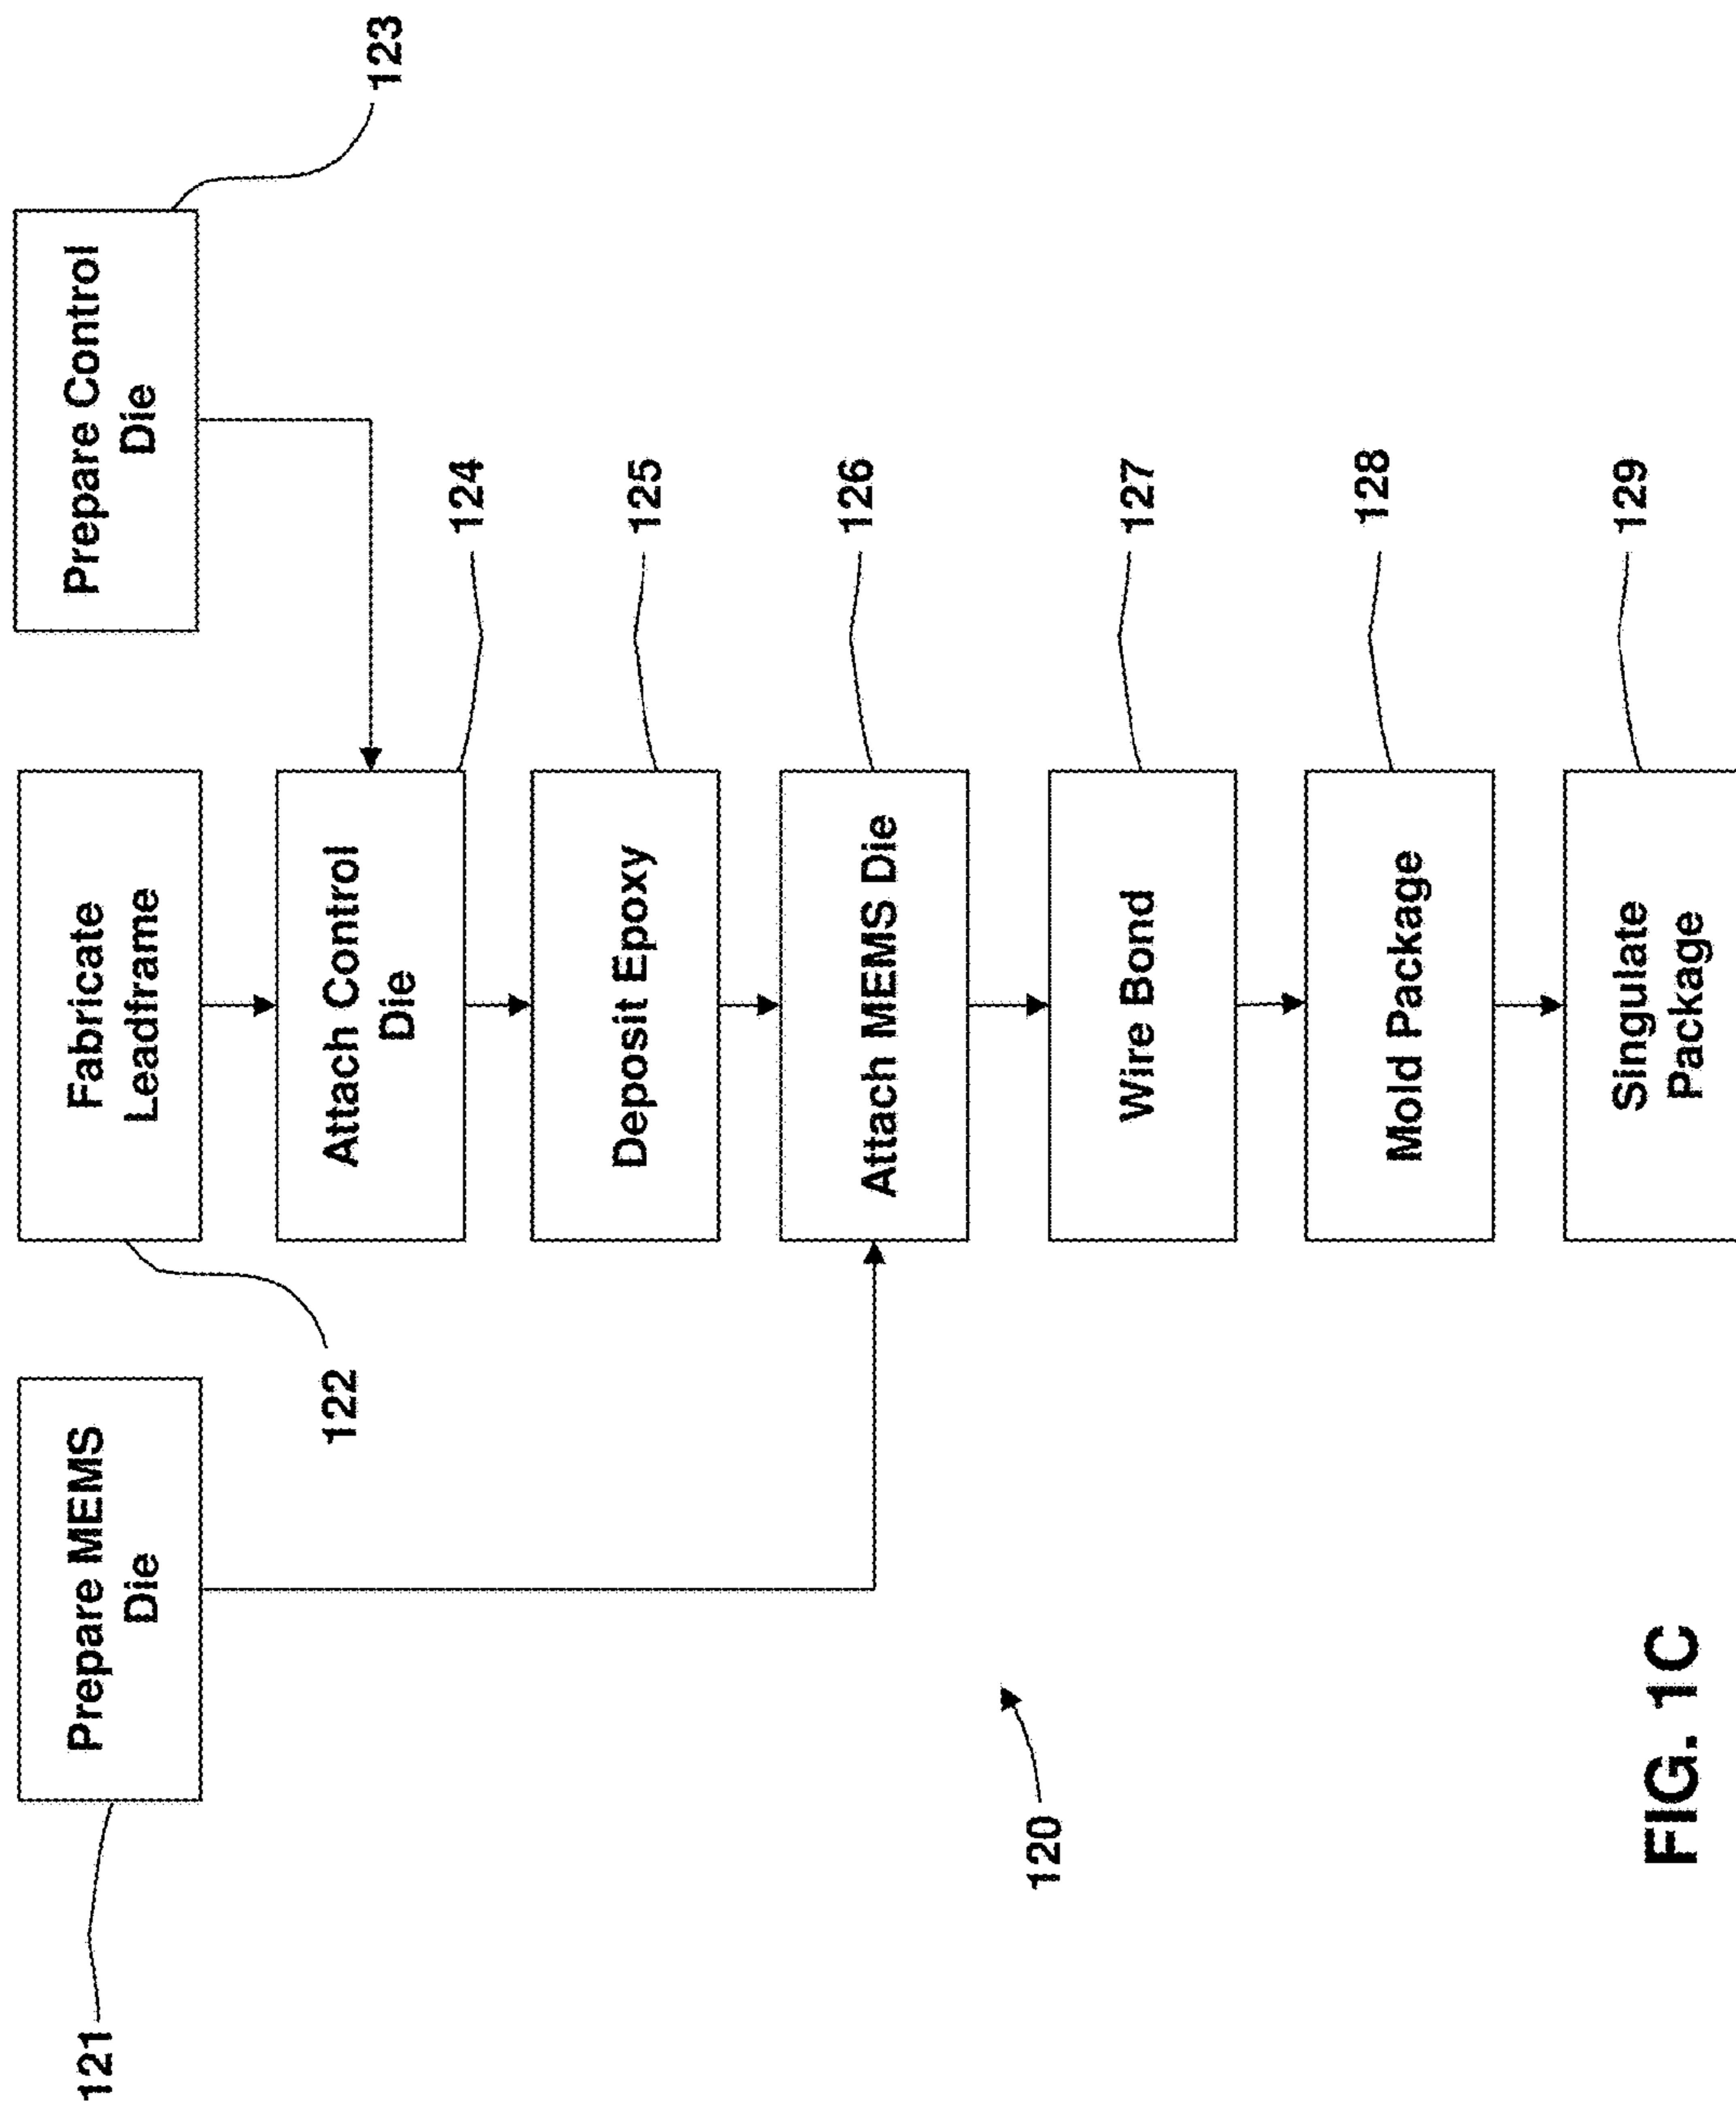 Prepare MEMS
Die
Fabricate
Leadframe
Prepare Control
Die
121
122
123
Attach Control
Die
124
Deposit Epoxy
125
Attach MEMS Die
126
120
Wire Bond
127
Mold Package
128
Singulate
Package
129
FIG. 1C